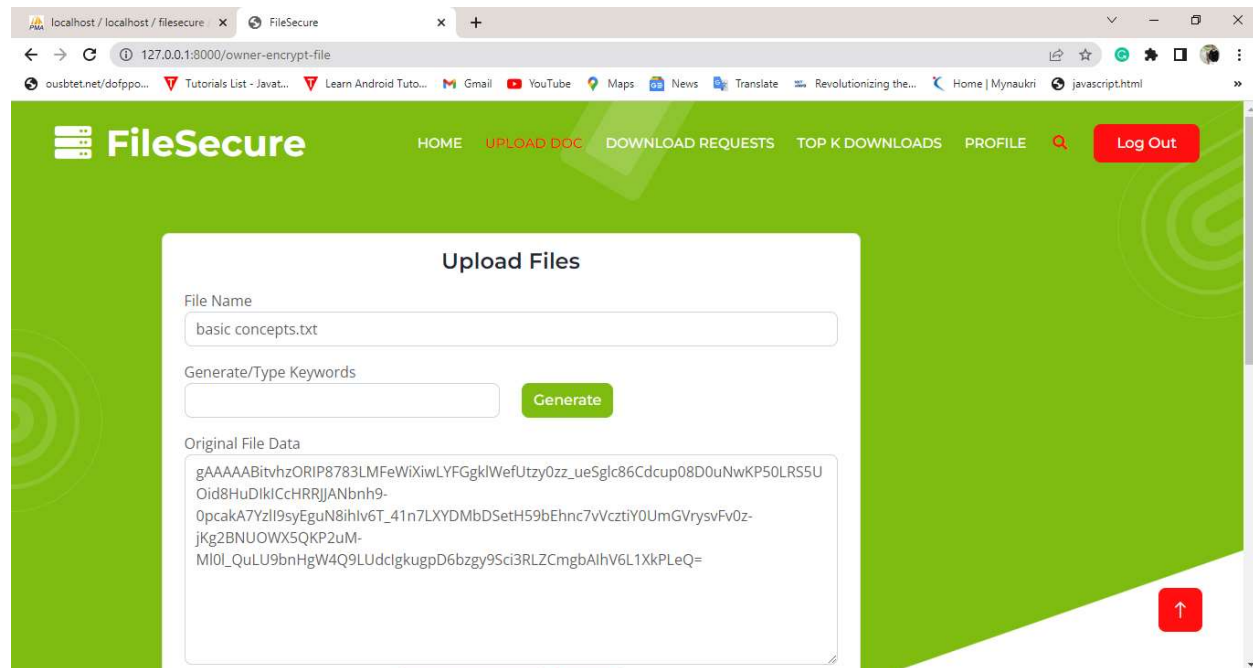 localhost / localhost / filesecure
FileSecure
127.0.0.1:8000/owner-encrypt-file
ousbtet.net/dofppo...
Tutorials List - Javat...
Learn Android Tuto...
Gmail
YouTube
Maps
News
Translate
Revolutionizing the...
Home | Mynaukri
javascript.html
»
FileSecure
HOME
UPLOAD DOC
DOWNLOAD REQUESTS
TOP K DOWNLOADS
PROFILE
Log Out
Upload Files
File Name
basic concepts.txt
Generate/Type Keywords
Generate
Original File Data
gAAAAABitvhzORIP8783LMFeWiXiwLYFGgklWefUtzy0zz_ueSglc86Cdcup08D0uNwKP50LRS5U
Oid8HuDIkICcHRRJJANbnh9-
0pcakA7YzlI9syEguN8ihIv6T_41n7LXYDMbDSetH59bEhnc7vVcztiY0UmGVrysvFv0z-
jKg2BNUOWX5QKP2uM-
Ml0l_QuLU9bnHgW4Q9LUdcIgkugpD6bzgy9Sci3RLZCmgbAIhV6L1XkPLeQ=